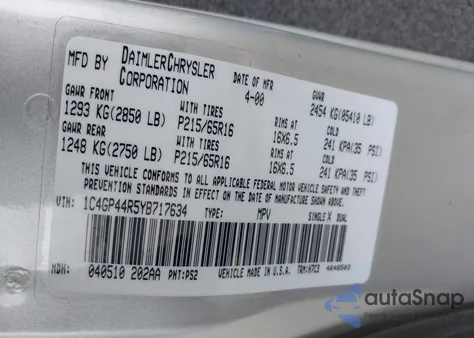 MFD BY DAIMLERCHRYSLER CORPORATION DATE OF MFR 4-00 GVWR 2454 KG(05410 LB)
GAWR FRONT WITH TIRES RIMS AT COLD
1293 KG(2850 LB) P215/65R16 16X6.5 241 KPA(35 PSI)
GAWR REAR WITH TIRES RIMS AT COLD
1248 KG(2750 LB) P215/65R16 16X6.5 241 KPA(35 PSI)
THIS VEHICLE CONFORMS TO ALL APPLICABLE FEDERAL MOTOR VEHICLE SAFETY, BUMPER, AND THEFT
PREVENTION STANDARDS IN EFFECT ON THE DATE OF MANUFACTURE SHOWN ABOVE.
VIN: 1C4GP44R5YB717634 TYPE: MPV SINGLE X DUAL
MDH: 040510 202AA PNT:PS2 VEHICLE MADE IN U.S.A. TRM:H7C3
autoSnap